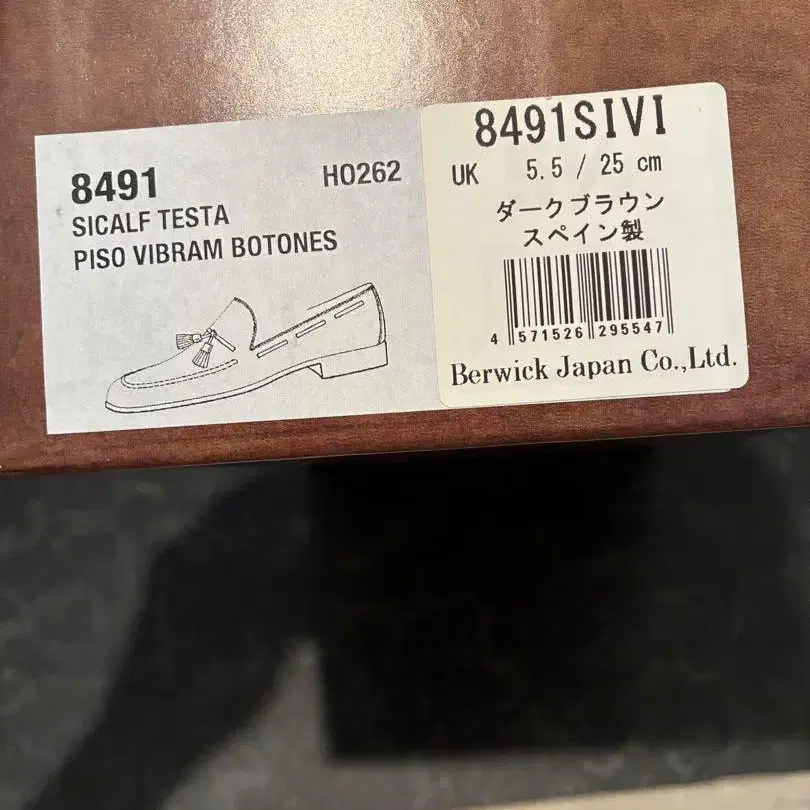 8491
HO262
SICALF TESTA
PISO VIBRAM BOTONES
8491SIVI
UK 5.5 / 25 cm
ダークブラウン
スペイン製
4 571526 295547
Berwick Japan Co.,Ltd.